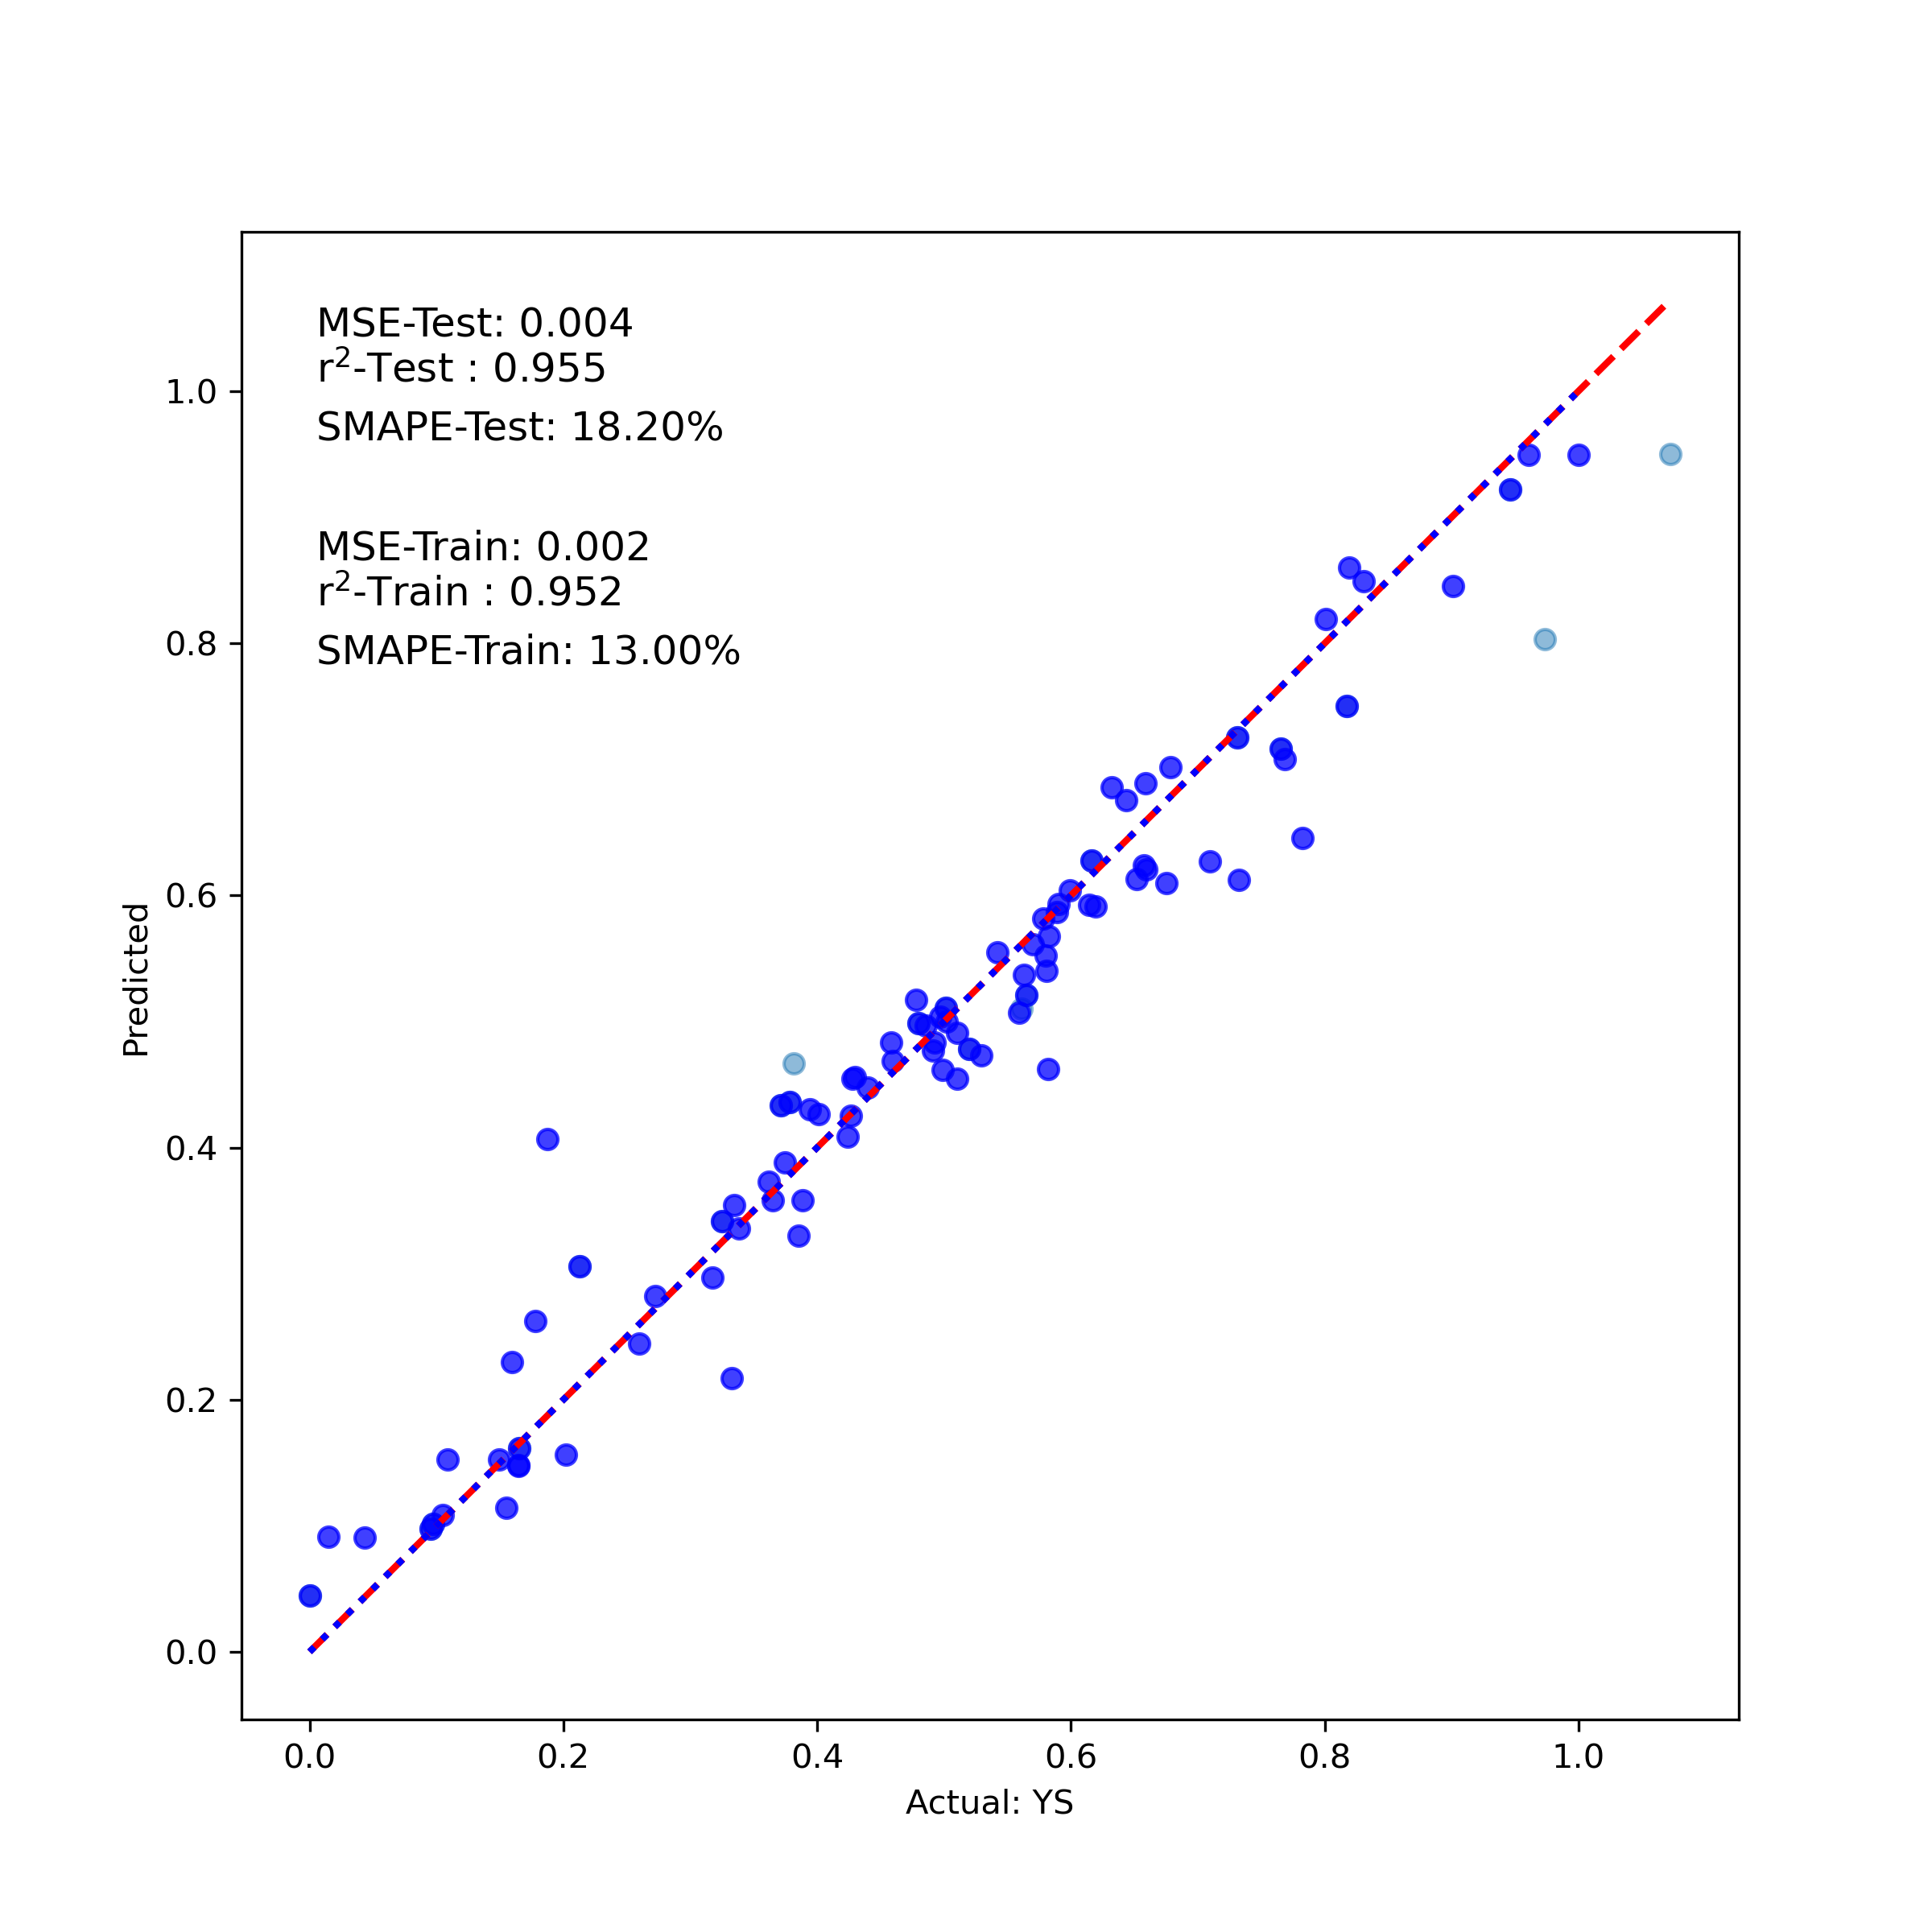 MSE-Test: 0.004
r²-Test : 0.955
SMAPE-Test: 18.20%
MSE-Train: 0.002
r²-Train : 0.952
SMAPE-Train: 13.00%
1.0
0.8
0.6
0.4
0.2
0.0
Predicted
0.0 0.2 0.4 0.6 0.8 1.0
Actual: YS